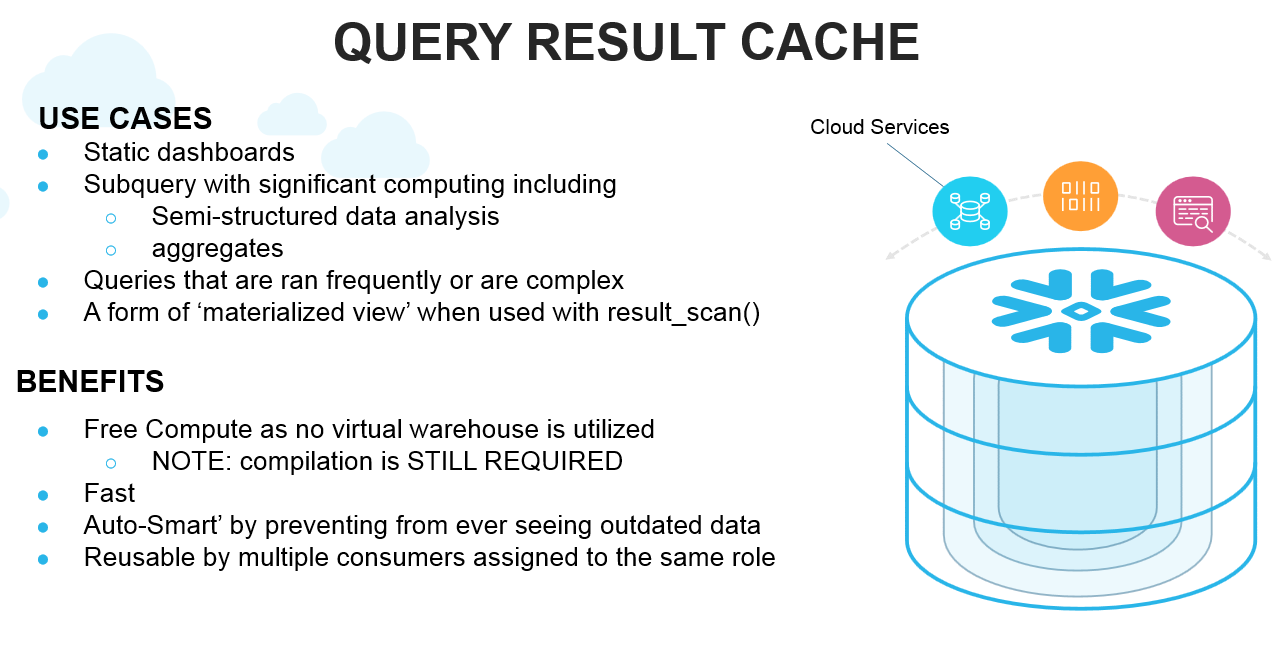 QUERY RESULT CACHE
USE CASES
Static dashboards
Subquery with significant computing including
Semi-structured data analysis
aggregates
Queries that are ran frequently or are complex
A form of ‘materialized view’ when used with result_scan()
BENEFITS
Free Compute as no virtual warehouse is utilized
NOTE: compilation is STILL REQUIRED
Fast
Auto-Smart’ by preventing from ever seeing outdated data
Reusable by multiple consumers assigned to the same role
Cloud Services